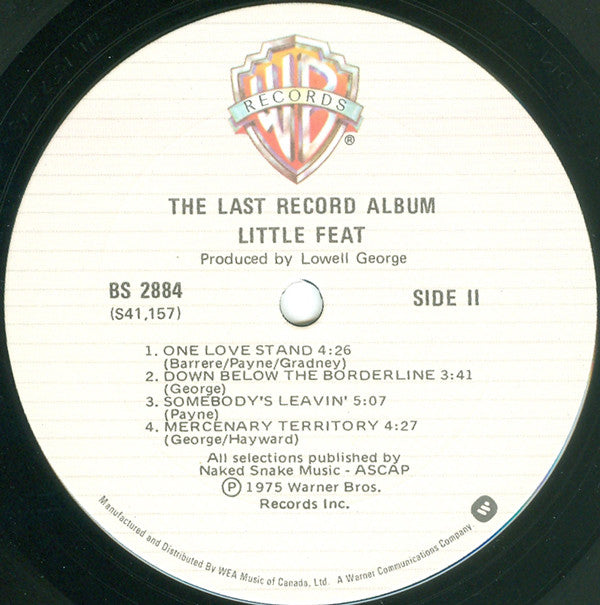 WB
RECORDS
®
THE LAST RECORD ALBUM
LITTLE FEAT
Produced by Lowell George
BS 2884
(S41,157)
SIDE II
1. ONE LOVE STAND 4:26
(Barrere/Payne/Gradney)
2. DOWN BELOW THE BORDERLINE 3:41
(George)
3. SOMEBODY'S LEAVIN' 5:07
(Payne)
4. MERCENARY TERRITORY 4:27
(George/Hayward)
All selections published by
Naked Snake Music - ASCAP
Ⓟ 1975 Warner Bros.
Records Inc.
Manufactured and Distributed By WEA Music of Canada, Ltd. A Warner Communications Company.